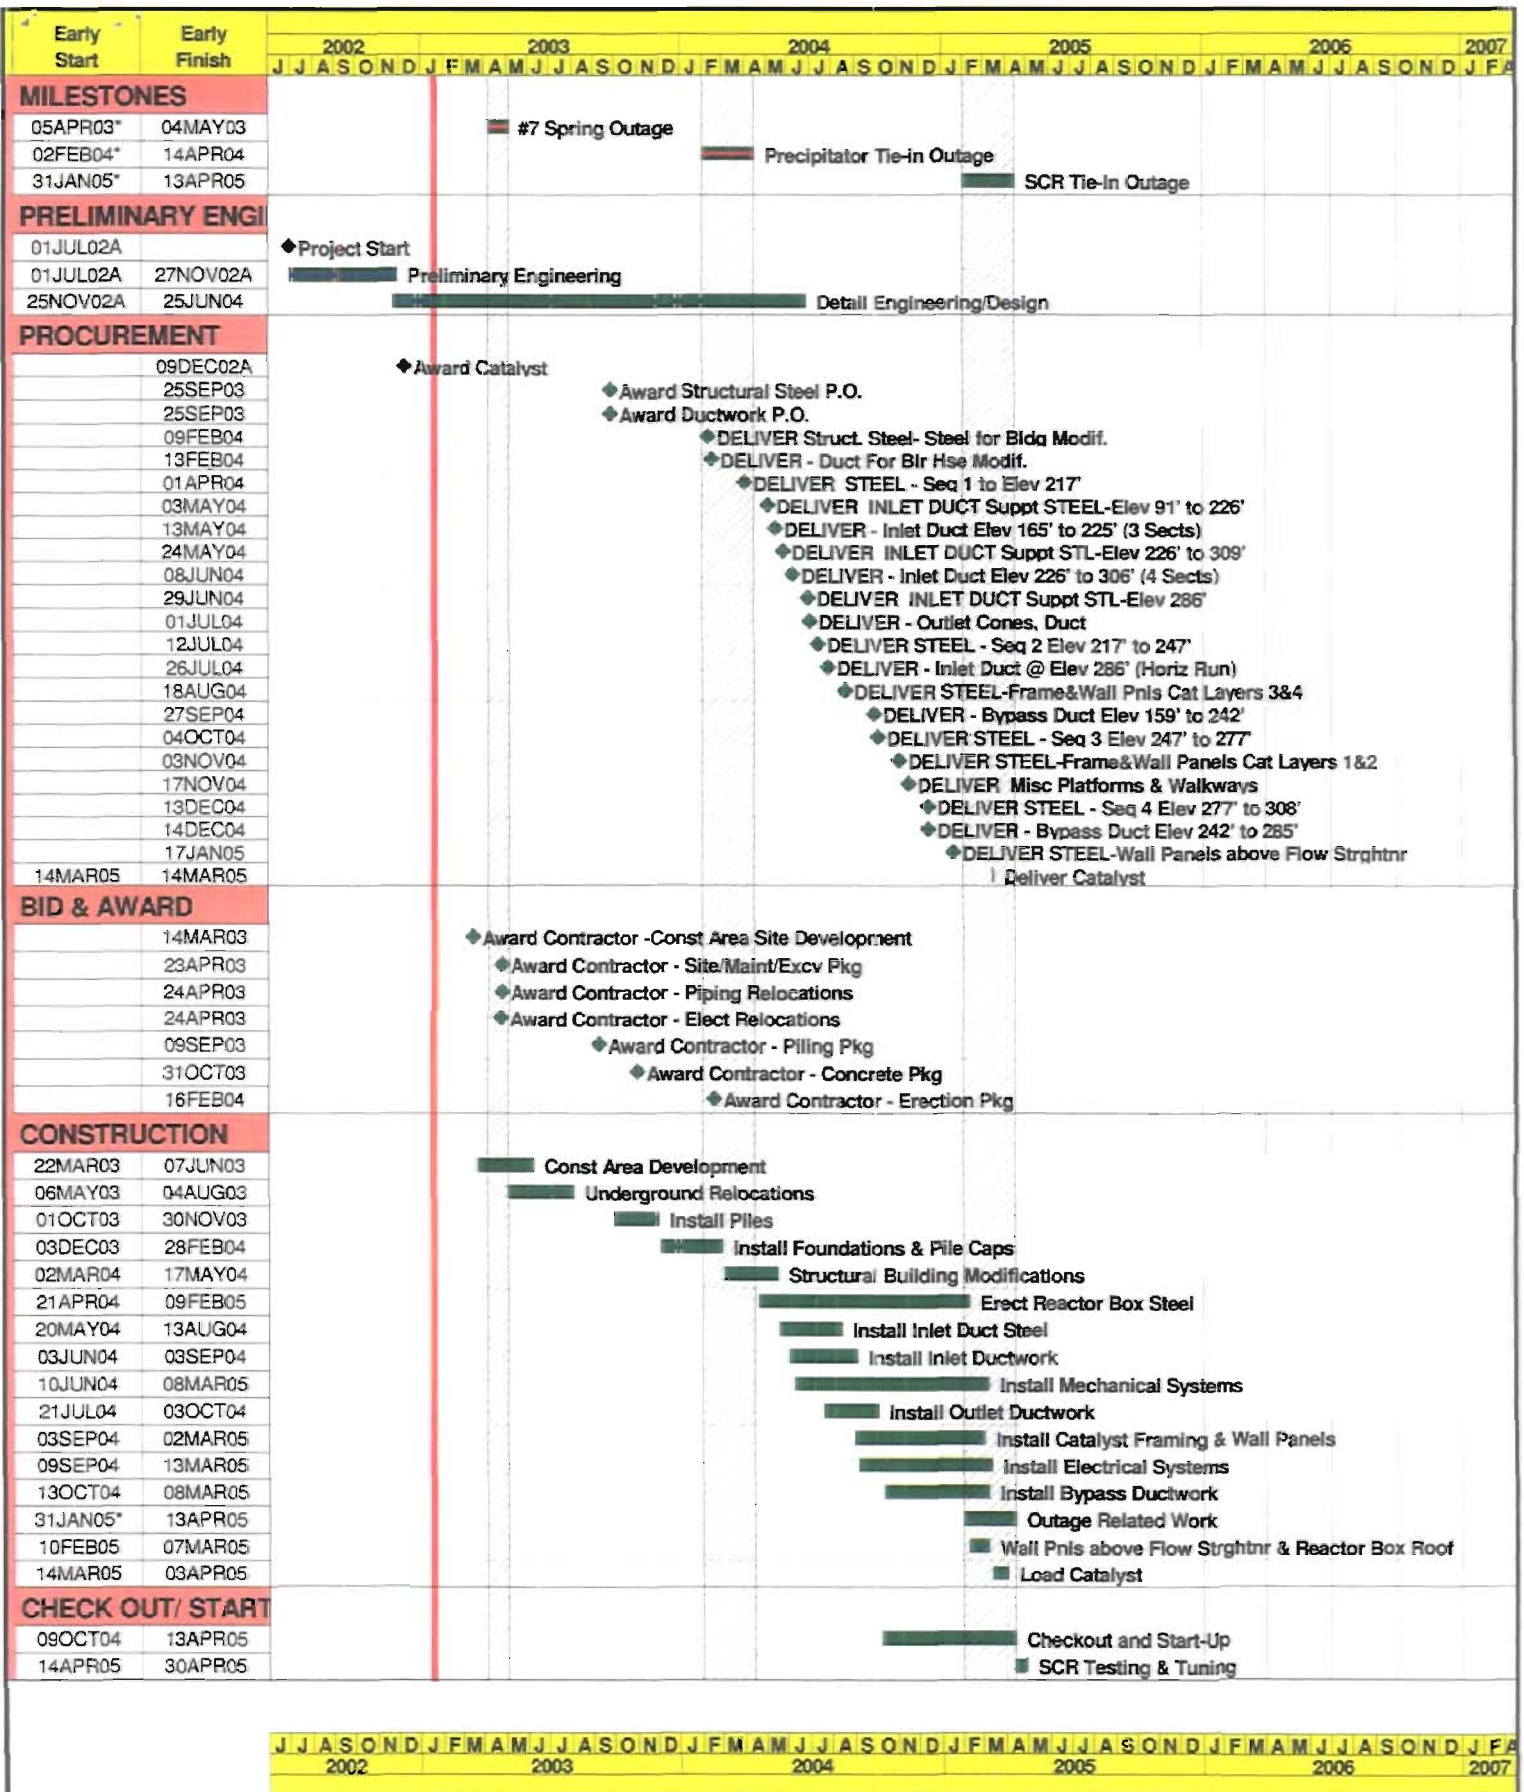 Early Start Early Finish
2002 2003 2004 2005 2006 2007
J J A S O N D J F M A M J J A S O N D J F M A M J J A S O N D J F M A M J J A S O N D J F M A M J J A S O N D J F A
MILESTONES
05APR03* 04MAY03 #7 Spring Outage
02FEB04* 14APR04 Precipitator Tie-in Outage
31JAN05* 13APR05 SCR Tie-In Outage
PRELIMINARY ENGI
01JUL02A Project Start
01JUL02A 27NOV02A Preliminary Engineering
25NOV02A 25JUN04 Detail Engineering/Design
PROCUREMENT
09DEC02A Award Catalyst
25SEP03 Award Structural Steel P.O.
25SEP03 Award Ductwork P.O.
09FEB04 DELIVER Struct. Steel- Steel for Bldg Modif.
13FEB04 DELIVER - Duct For Blr Hse Modif.
01APR04 DELIVER STEEL - Seq 1 to Elev 217'
03MAY04 DELIVER INLET DUCT Suppt STEEL-Elev 91' to 226'
13MAY04 DELIVER - Inlet Duct Elev 165' to 225' (3 Sects)
24MAY04 DELIVER INLET DUCT Suppt STL-Elev 226' to 309'
08JUN04 DELIVER - Inlet Duct Elev 226' to 306' (4 Sects)
29JUN04 DELIVER INLET DUCT Suppt STL-Elev 286'
01JUL04 DELIVER - Outlet Cones, Duct
12JUL04 DELIVER STEEL - Seq 2 Elev 217' to 247'
26JUL04 DELIVER - Inlet Duct @ Elev 286' (Horiz Run)
18AUG04 DELIVER STEEL-Frame&Wall Pnls Cat Layers 3&4
27SEP04 DELIVER - Bypass Duct Elev 159' to 242'
04OCT04 DELIVER STEEL - Seq 3 Elev 247' to 277'
03NOV04 DELIVER STEEL-Frame&Wall Panels Cat Layers 1&2
17NOV04 DELIVER Misc Platforms & Walkways
13DEC04 DELIVER STEEL - Seq 4 Elev 277' to 308'
14DEC04 DELIVER - Bypass Duct Elev 242' to 285'
17JAN05 DELIVER STEEL-Wall Panels above Flow Strghtnr
14MAR05 14MAR05 Deliver Catalyst
BID & AWARD
14MAR03 Award Contractor -Const Area Site Development
23APR03 Award Contractor - Site/Maint/Excv Pkg
24APR03 Award Contractor - Piping Relocations
24APR03 Award Contractor - Elect Relocations
09SEP03 Award Contractor - Piling Pkg
31OCT03 Award Contractor - Concrete Pkg
16FEB04 Award Contractor - Erection Pkg
CONSTRUCTION
22MAR03 07JUN03 Const Area Development
06MAY03 04AUG03 Underground Relocations
01OCT03 30NOV03 Install Piles
03DEC03 28FEB04 Install Foundations & Pile Caps
02MAR04 17MAY04 Structural Building Modifications
21APR04 09FEB05 Erect Reactor Box Steel
20MAY04 13AUG04 Install Inlet Duct Steel
03JUN04 03SEP04 Install Inlet Ductwork
10JUN04 08MAR05 Install Mechanical Systems
21JUL04 03OCT04 Install Outlet Ductwork
03SEP04 02MAR05 Install Catalyst Framing & Wall Panels
09SEP04 13MAR05 Install Electrical Systems
13OCT04 08MAR05 Install Bypass Ductwork
31JAN05* 13APR05 Outage Related Work
10FEB05 07MAR05 Wall Pnls above Flow Strghtnr & Reactor Box Roof
14MAR05 03APR05 Load Catalyst
CHECK OUT/ START
09OCT04 13APR05 Checkout and Start-Up
14APR05 30APR05 SCR Testing & Tuning
J J A S O N D J F M A M J J A S O N D J F M A M J J A S O N D J F M A M J J A S O N D J F M A M J J A S O N D J F A
2002 2003 2004 2005 2006 2007